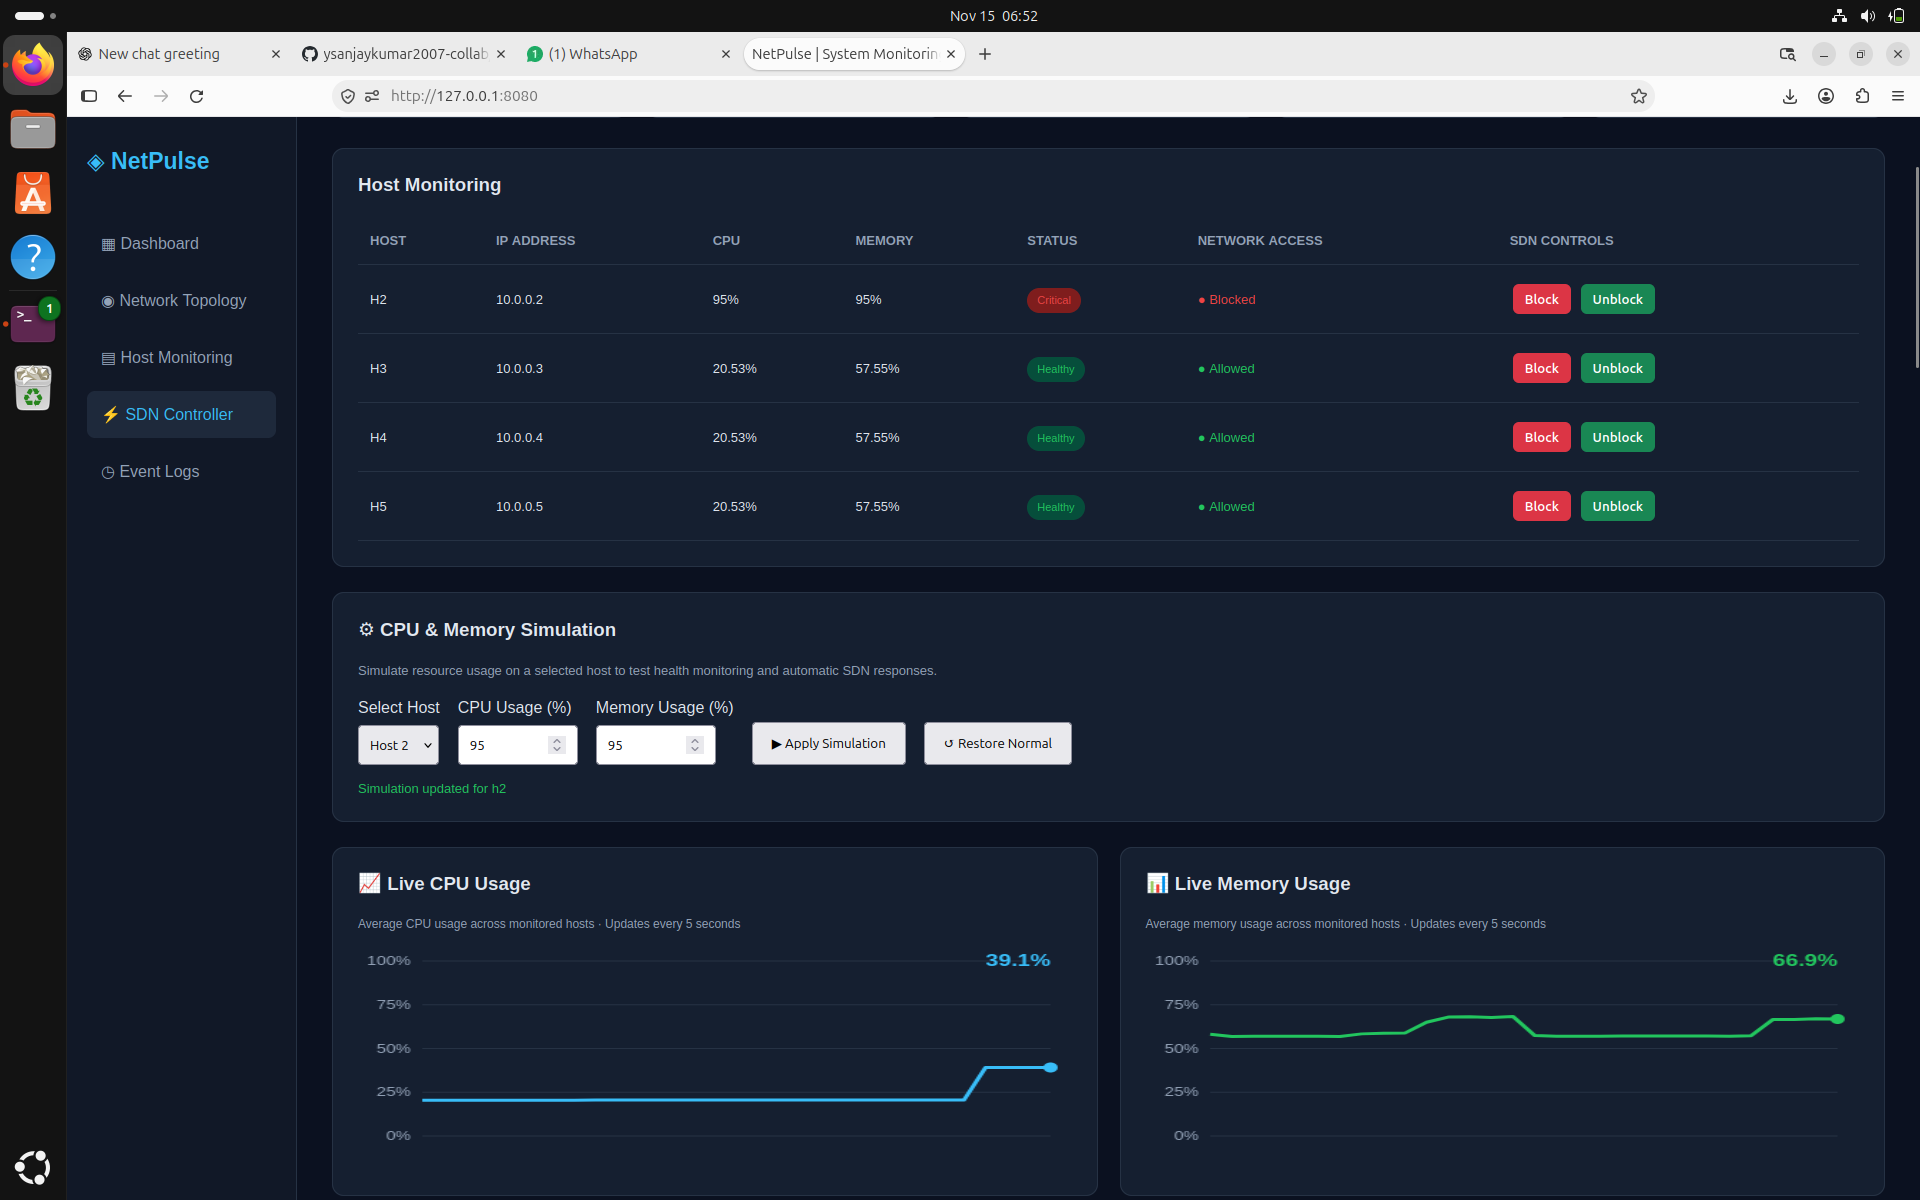 Nov 15 06:52
New chat greeting
ysanjaykumar2007-collab
(1) WhatsApp
NetPulse | System Monitorin
http://127.0.0.1:8080
1
NetPulse
Dashboard
Network Topology
Host Monitoring
SDN Controller
Event Logs
Host Monitoring
HOST IP ADDRESS CPU MEMORY STATUS NETWORK ACCESS SDN CONTROLS
H2 10.0.0.2 95% 95% Critical ● Blocked Block Unblock
H3 10.0.0.3 20.53% 57.55% Healthy ● Allowed Block Unblock
H4 10.0.0.4 20.53% 57.55% Healthy ● Allowed Block Unblock
H5 10.0.0.5 20.53% 57.55% Healthy ● Allowed Block Unblock
CPU & Memory Simulation
Simulate resource usage on a selected host to test health monitoring and automatic SDN responses.
Select Host CPU Usage (%) Memory Usage (%)
Host 2 95 95 ▶ Apply Simulation ↺ Restore Normal
Simulation updated for h2
Live CPU Usage
Average CPU usage across monitored hosts · Updates every 5 seconds
100% 39.1%
75%
50%
25%
0%
Live Memory Usage
Average memory usage across monitored hosts · Updates every 5 seconds
100% 66.9%
75%
50%
25%
0%